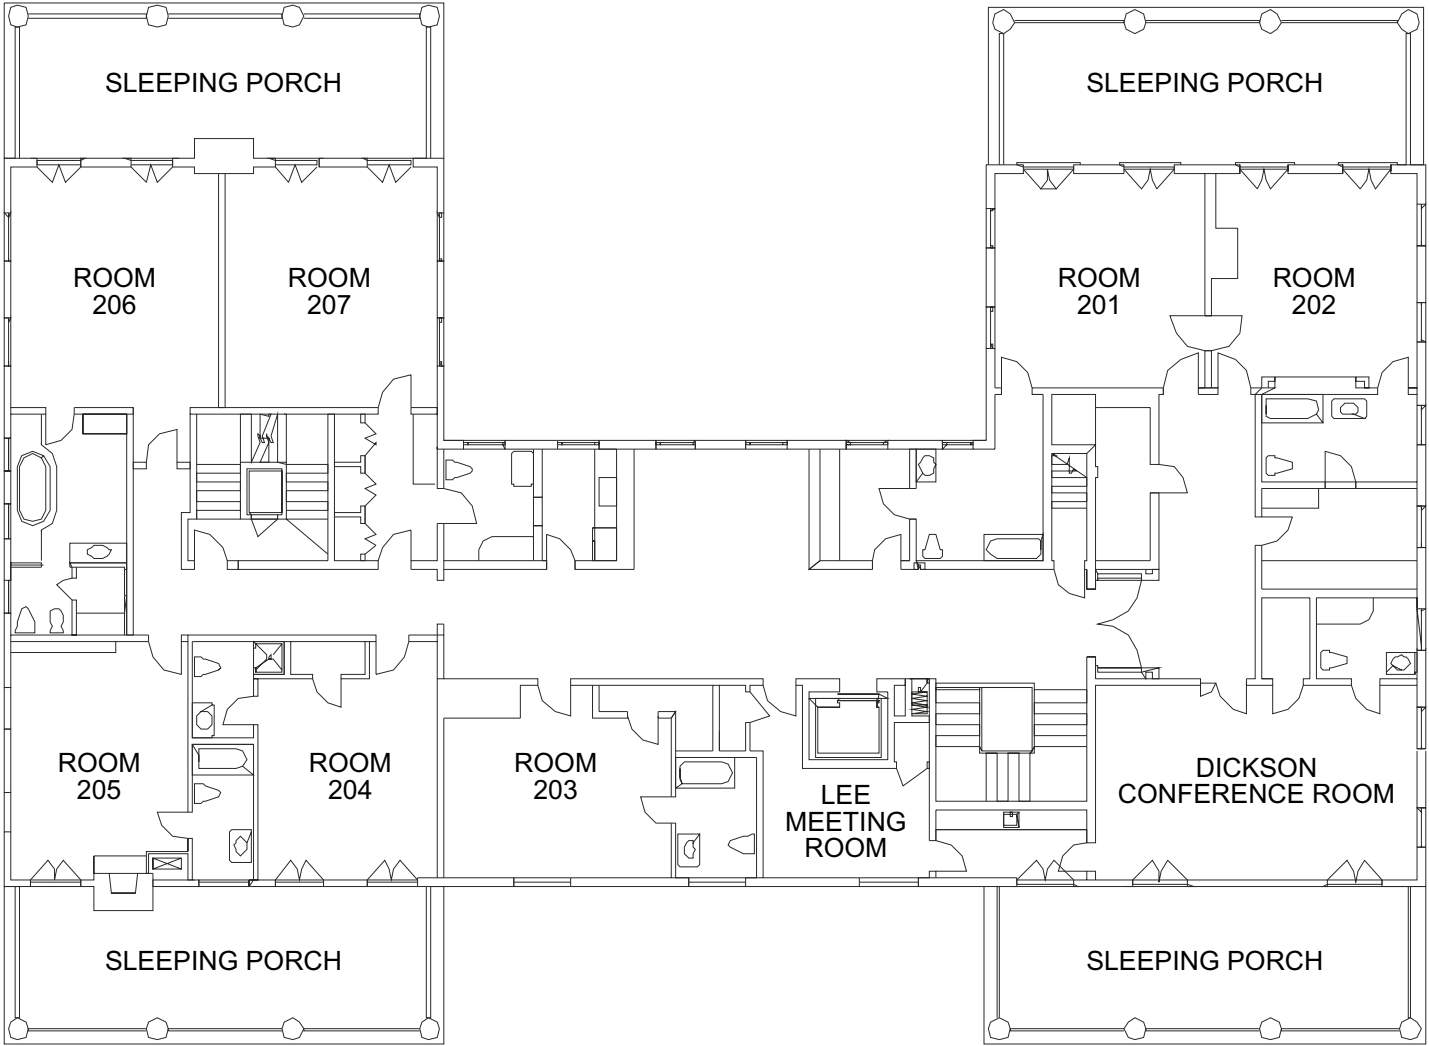 SLEEPING PORCH
SLEEPING PORCH
ROOM
206
ROOM
207
ROOM
201
ROOM
202
ROOM
205
ROOM
204
ROOM
203
LEE
MEETING
ROOM
DICKSON
CONFERENCE ROOM
SLEEPING PORCH
SLEEPING PORCH